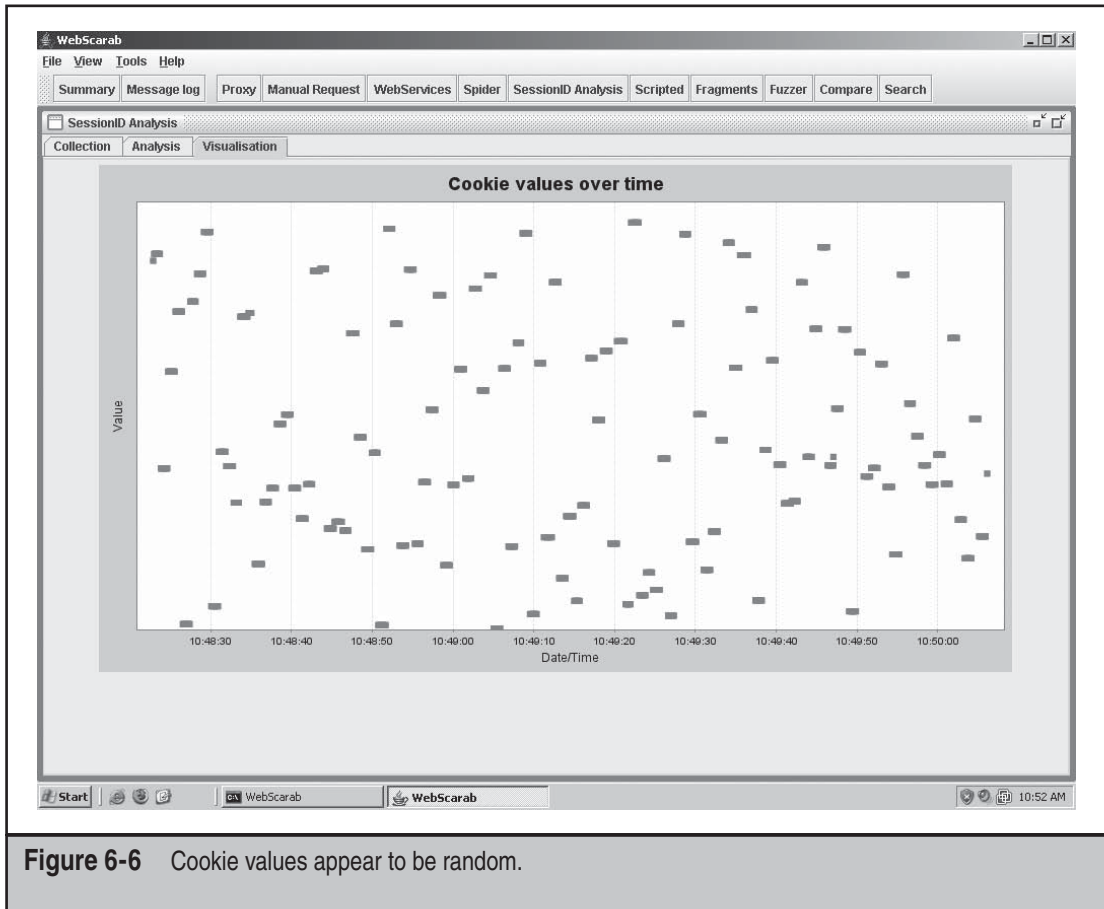 WebScarab
File View Tools Help
Summary Message log Proxy Manual Request WebServices Spider SessionID Analysis Scripted Fragments Fuzzer Compare Search
SessionID Analysis
Collection Analysis Visualisation
Cookie values over time
Value
10:48:30 10:48:40 10:48:50 10:49:00 10:49:10 10:49:20 10:49:30 10:49:40 10:49:50 10:50:00
Date/Time
Start WebScarab WebScarab 10:52 AM
Figure 6-6 Cookie values appear to be random.